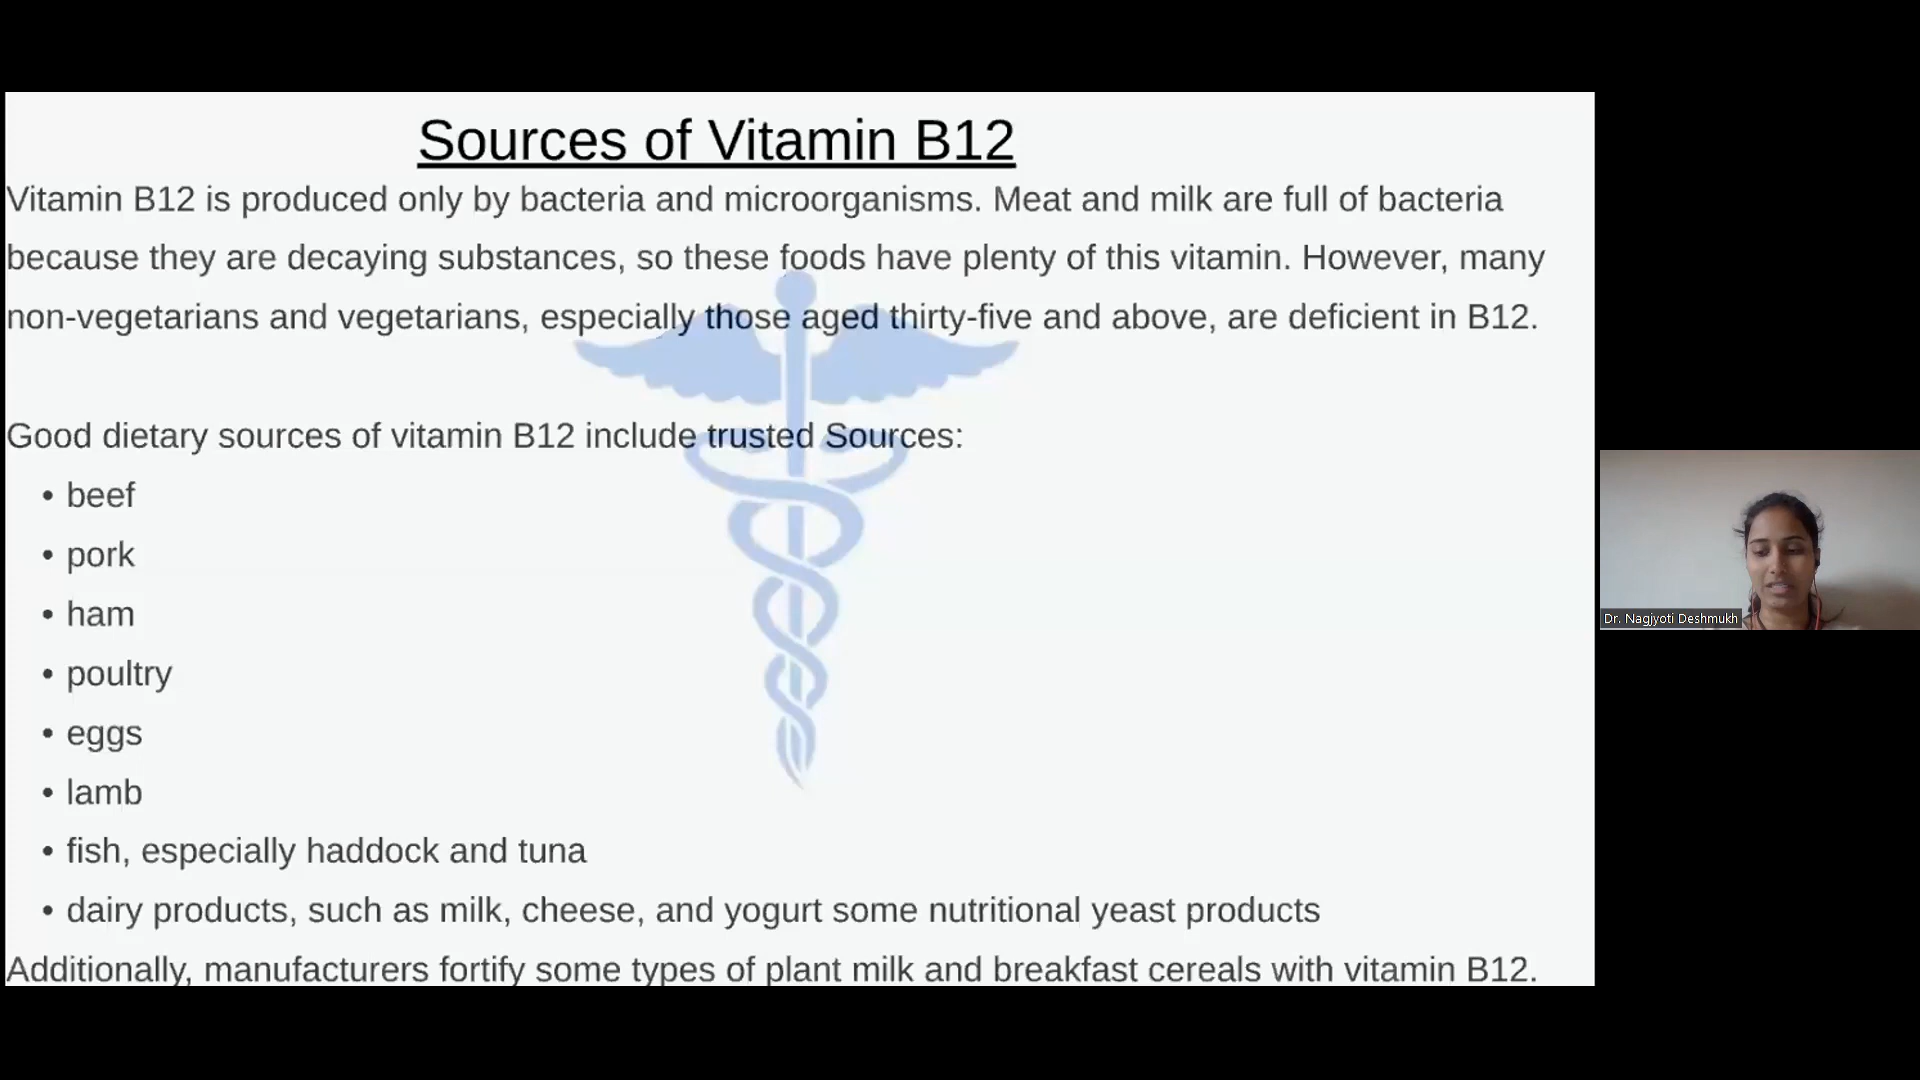 Sources of Vitamin B12
Vitamin B12 is produced only by bacteria and microorganisms. Meat and milk are full of bacteria
because they are decaying substances, so these foods have plenty of this vitamin. However, many
non-vegetarians and vegetarians, especially those aged thirty-five and above, are deficient in B12.
Good dietary sources of vitamin B12 include trusted Sources:
• beef
• pork
• ham
• poultry
• eggs
• lamb
• fish, especially haddock and tuna
• dairy products, such as milk, cheese, and yogurt some nutritional yeast products
Additionally, manufacturers fortify some types of plant milk and breakfast cereals with vitamin B12.
Dr. Nagjyoti Deshmukh